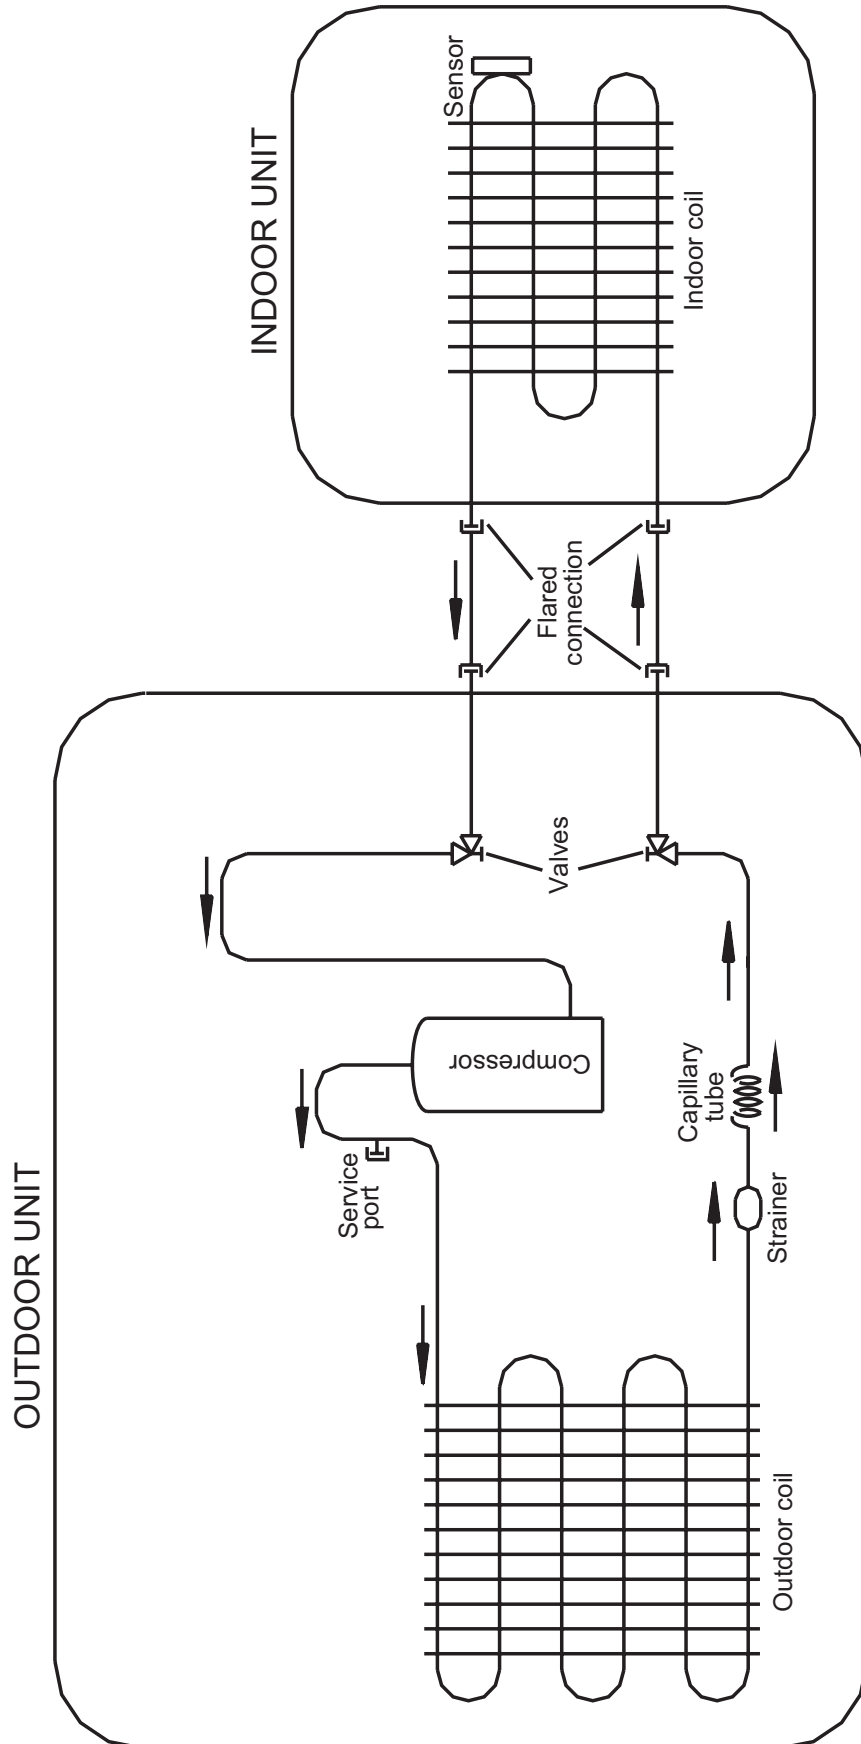 INDOOR UNIT
Sensor
Indoor coil
Flared
connection
Valves
Compressor
Capillary
tube
Service
port
Strainer
OUTDOOR UNIT
Outdoor coil